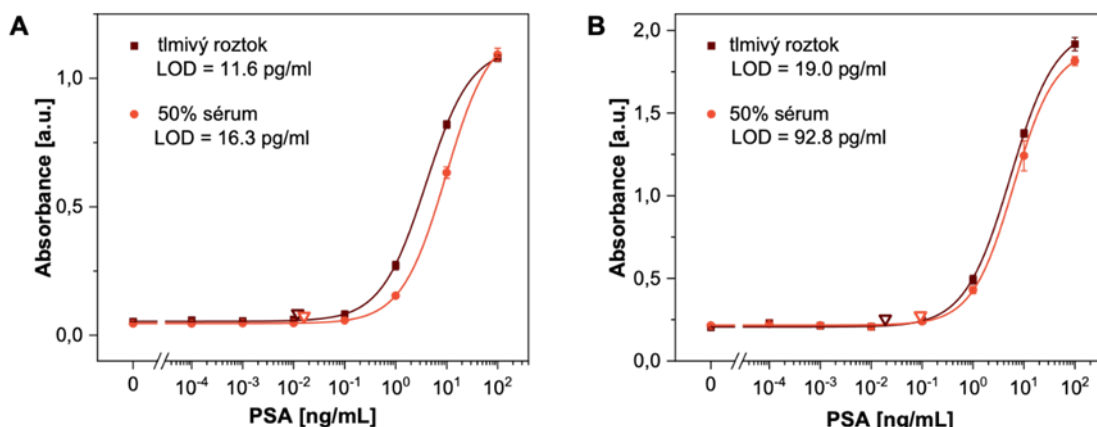 A
tlmivý roztok
LOD = 11.6 pg/ml
50% sérum
LOD = 16.3 pg/ml
Absorbance [a.u.]
1,0
0,5
0,0
0 10⁻⁴ 10⁻³ 10⁻² 10⁻¹ 10⁰ 10¹ 10²
PSA [ng/mL]
B
tlmivý roztok
LOD = 19.0 pg/ml
50% sérum
LOD = 92.8 pg/ml
Absorbance [a.u.]
2,0
1,5
1,0
0,5
0,0
0 10⁻⁴ 10⁻³ 10⁻² 10⁻¹ 10⁰ 10¹ 10²
PSA [ng/mL]